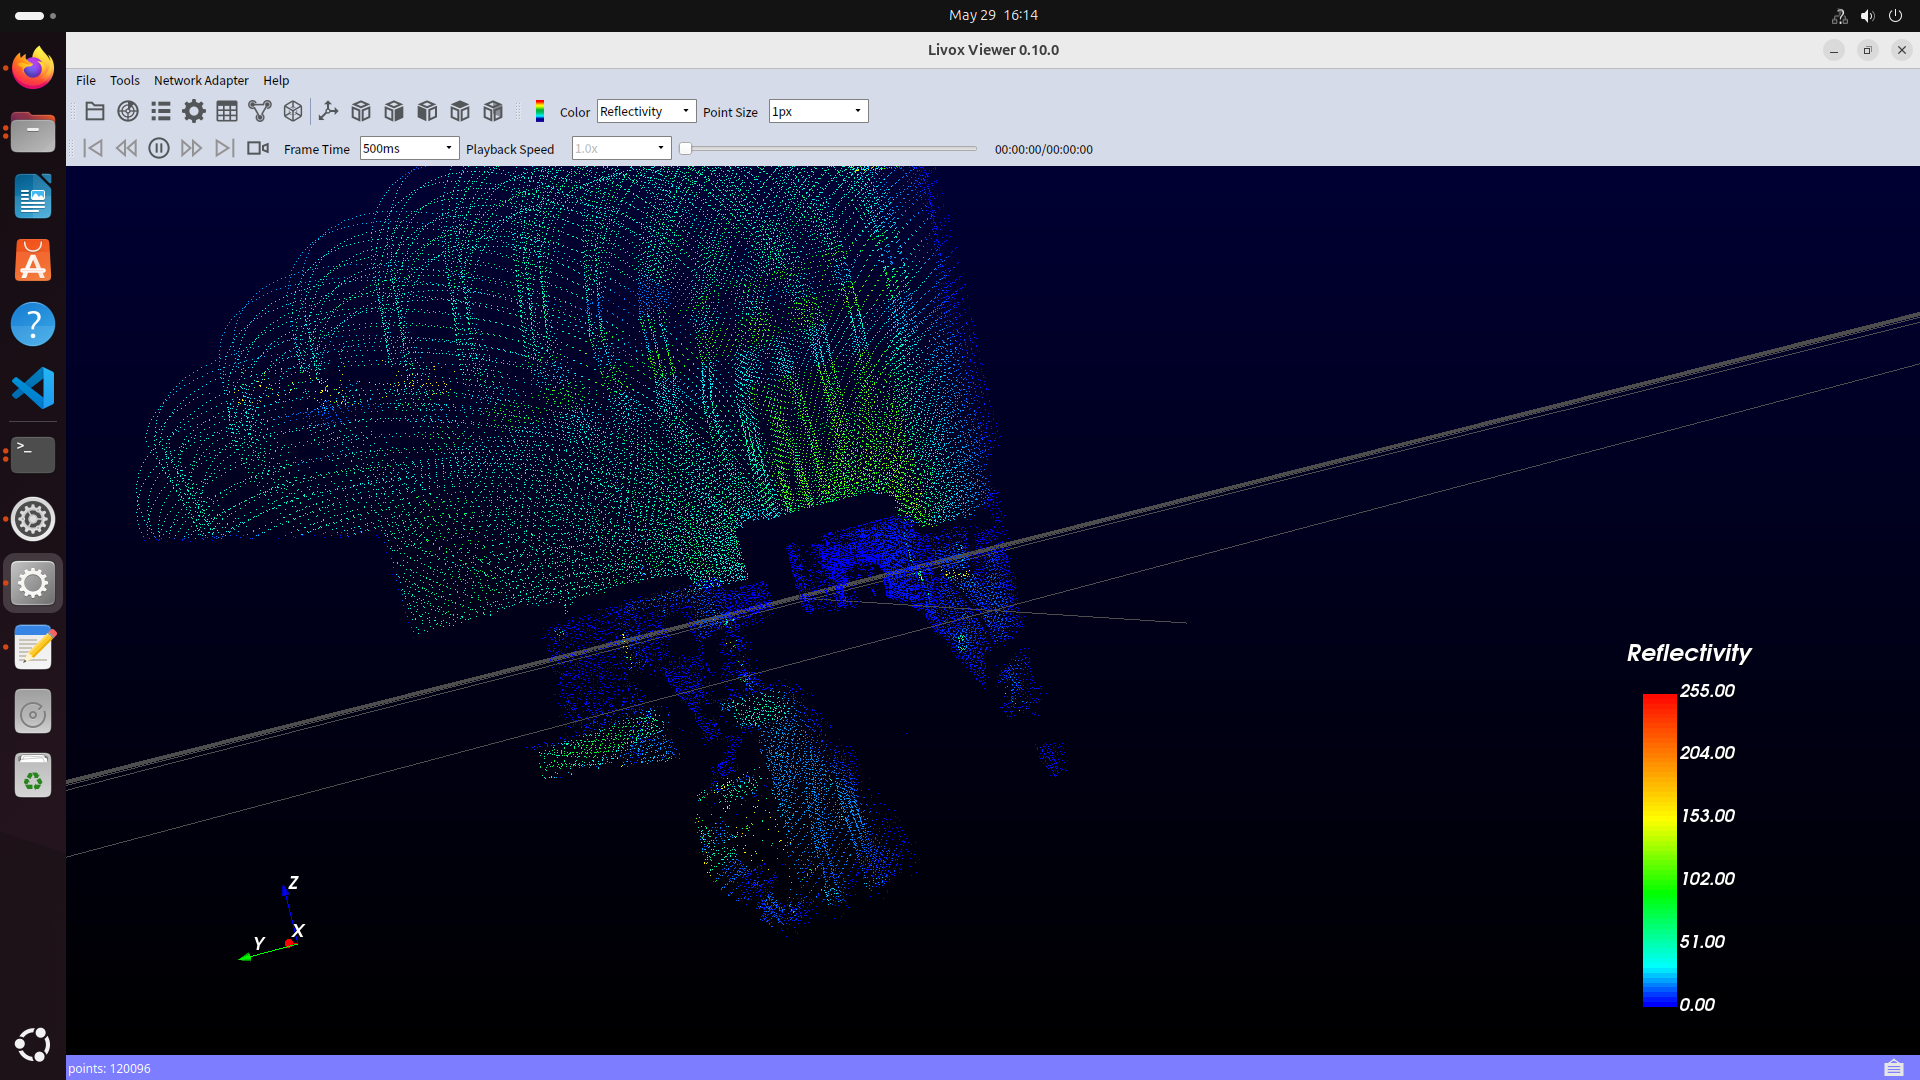 May 29 16:14
Livox Viewer 0.10.0
File Tools Network Adapter Help
Color Reflectivity Point Size 1px
Frame Time 500ms Playback Speed 1.0x 00:00:00/00:00:00
Reflectivity
255.00
204.00
153.00
102.00
51.00
0.00
Z
Y X
points: 120096